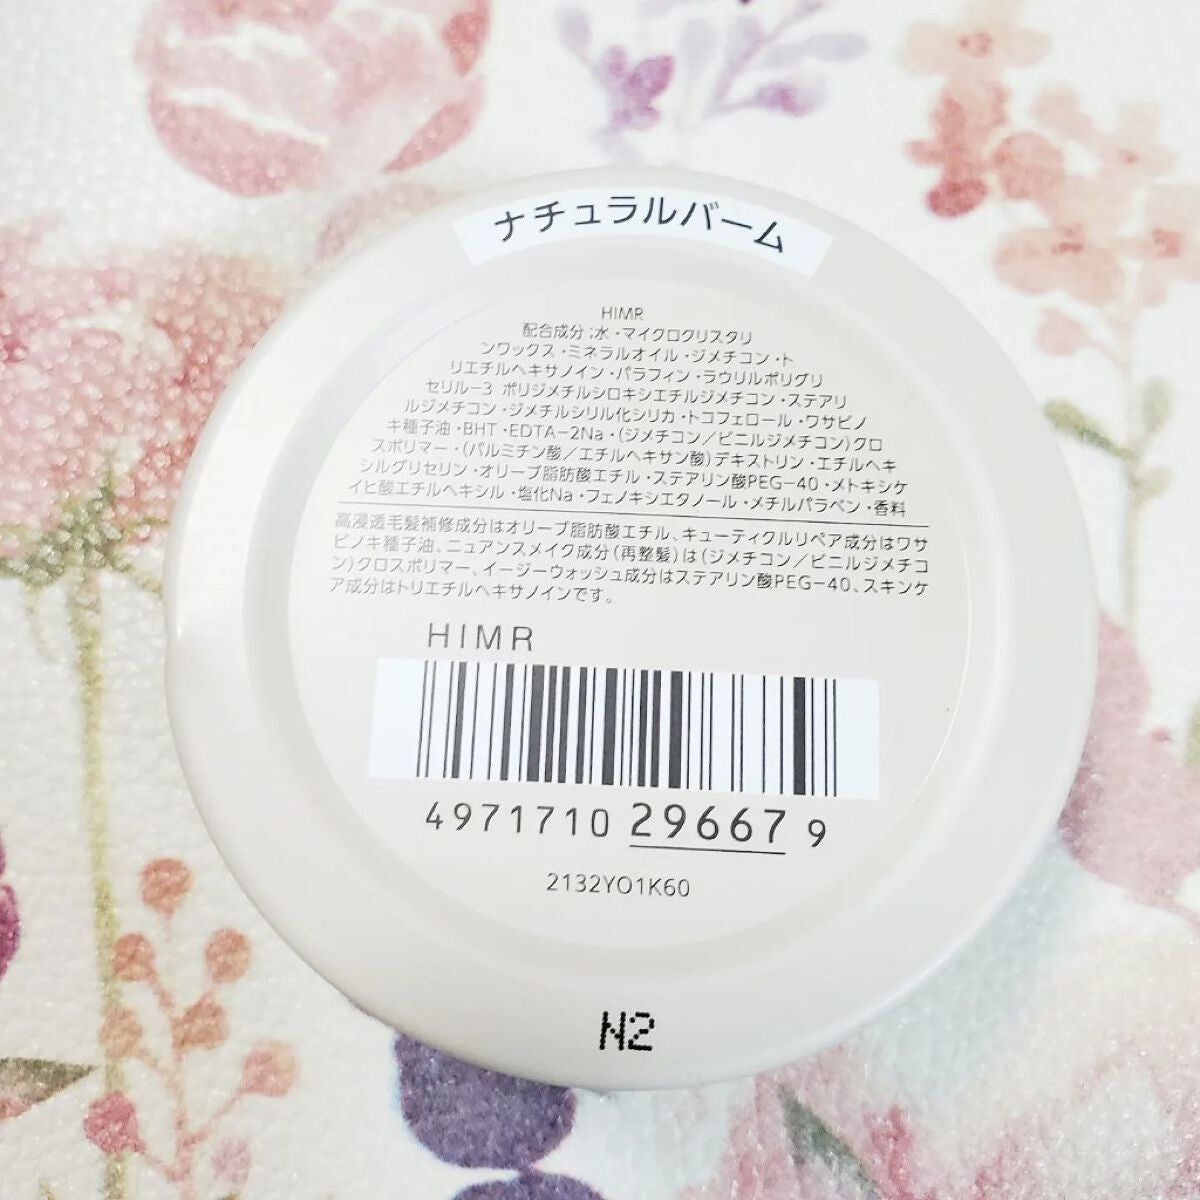 ナチュラルバーム
HIMR
配合成分;水・マイクロクリスタリ
ンワックス・ミネラルオイル・ジメチコン・ト
リエチルヘキサノイン・パラフィン・ラウリルポリグリ
セリル-3 ポリジメチルシロキシエチルジメチコン・ステアリ
ルジメチコン・ジメチルシリル化シリカ・トコフェロール・ワサビノ
キ種子油・BHT・EDTA-2Na・(ジメチコン/ビニルジメチコン)クロ
スポリマー・(パルミチン酸/エチルヘキサン酸)デキストリン・エチルヘキ
シルグリセリン・オリーブ脂肪酸エチル・ステアリン酸PEG-40・メトキシケ
イヒ酸エチルヘキシル・塩化Na・フェノキシエタノール・メチルパラベン・香料
高浸透毛髪補修成分はオリーブ脂肪酸エチル、キューティクルリペア成分はワサ
ビノキ種子油、ニュアンスメイク成分(再整髪)は(ジメチコン/ビニルジメチコ
ン)クロスポリマー、イージーウォッシュ成分はステアリン酸PEG-40、スキンケ
ア成分はトリエチルヘキサノインです。
HIMR
4971710 29667 9
2132YO1K60
N2